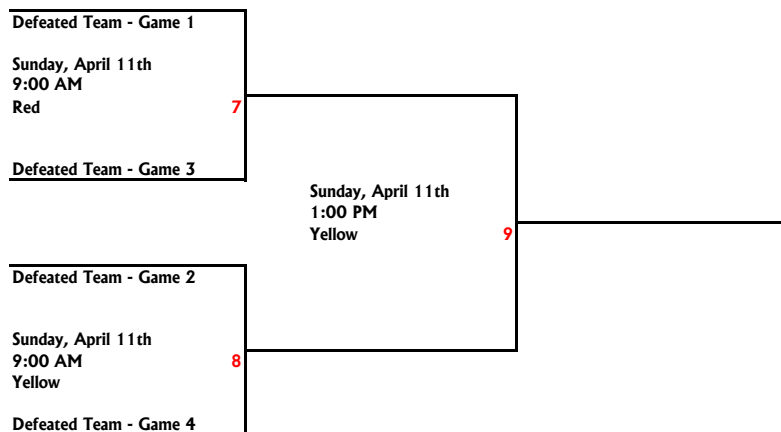 Defeated Team - Game 1
Sunday, April 11th
9:00 AM
Red 7
Defeated Team - Game 3
Sunday, April 11th
1:00 PM
Yellow 9
Defeated Team - Game 2
Sunday, April 11th
9:00 AM 8
Yellow
Defeated Team - Game 4